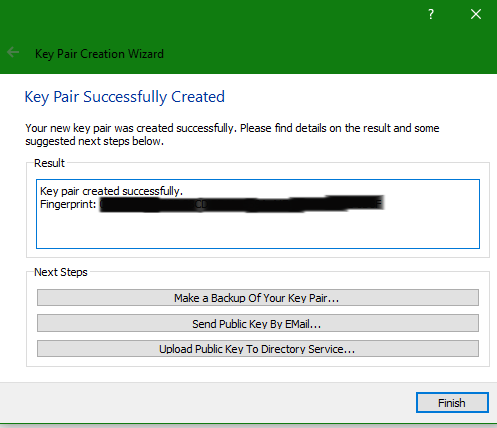 ?
Key Pair Creation Wizard
Key Pair Successfully Created
Your new key pair was created successfully. Please find details on the result and some
suggested next steps below.
Result
Key pair created successfully.
Fingerprint:
Next Steps
Make a Backup Of Your Key Pair...
Send Public Key By EMail...
Upload Public Key To Directory Service...
Finish